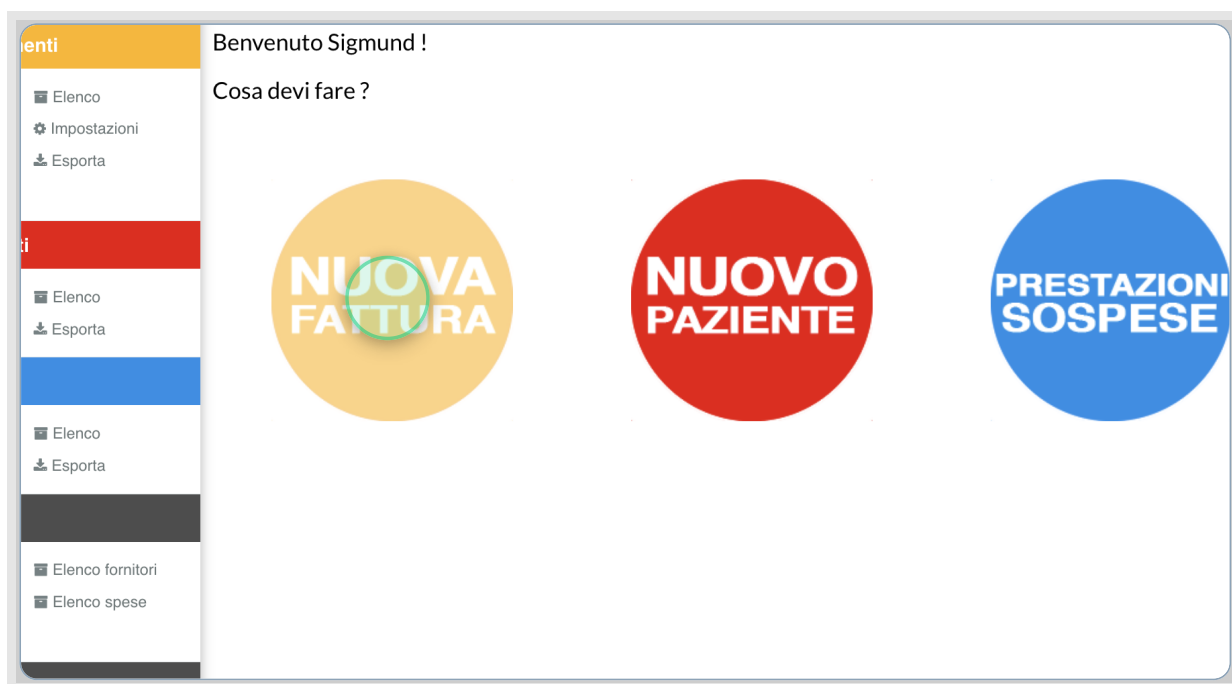 enti
Elenco
Impostazioni
Esporta
ti
Elenco
Esporta
Elenco
Esporta
Elenco fornitori
Elenco spese
Benvenuto Sigmund !
Cosa devi fare ?
NUOVA
FATTURA
NUOVO
PAZIENTE
PRESTAZIONI
SOSPESE